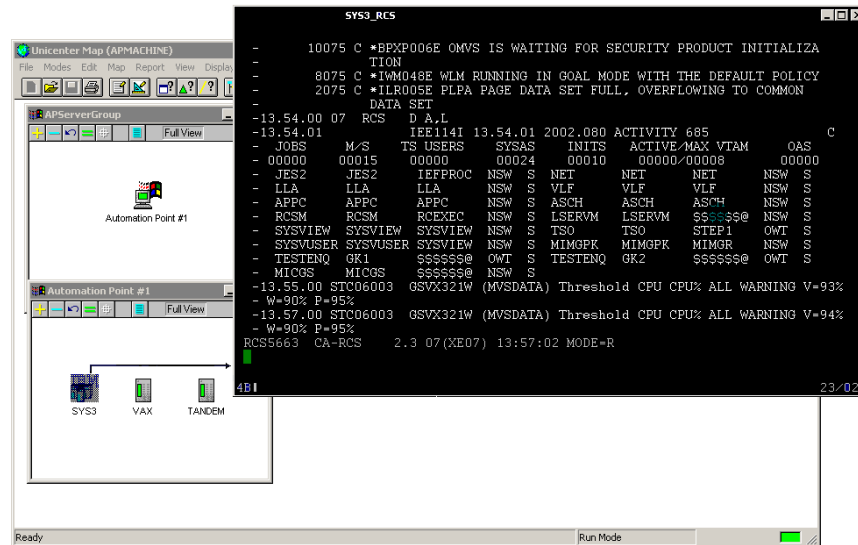 SYS3_RCS
- 10075 C *BPXP006E OMVS IS WAITING FOR SECURITY PRODUCT INITIALIZA
- TION
- 8075 C *IWM048E WLM RUNNING IN GOAL MODE WITH THE DEFAULT POLICY
- 2075 C *ILR005E PLPA PAGE DATA SET FULL, OVERFLOWING TO COMMON
- DATA SET
-13.54.00 07 RCS D A,L
-13.54.01 IEE114I 13.54.01 2002.080 ACTIVITY 685 C
- JOBS M/S TS USERS SYSAS INITS ACTIVE/MAX VTAM OAS
- 00000 00015 00000 00024 00010 00000/00008 00000
- JES2 JES2 IEFPROC NSW S NET NET NET NSW S
- LLA LLA LLA NSW S VLF VLF VLF NSW S
- APPC APPC APPC NSW S ASCH ASCH ASCH NSW S
- RCSM RCSM RCEXEC NSW S LSERVM LSERVM $$$$$$@ NSW S
- SYSVIEW SYSVIEW SYSVIEW NSW S TSO TSO STEP1 OWT S
- SYSVUSER SYSVUSER SYSVIEW NSW S MIMGPK MIMGPK MIMGR NSW S
- TESTENQ GK1 $$$$$$@ OWT S TESTENQ GK2 $$$$$$@ OWT S
- MICGS MICGS $$$$$$@ NSW S
-13.55.00 STC06003 GSVX321W (MVSDATA) Threshold CPU CPU% ALL WARNING V=93%
- W=90% P=95%
-13.57.00 STC06003 GSVX321W (MVSDATA) Threshold CPU CPU% ALL WARNING V=94%
- W=90% P=95%
RCS5663 CA-RCS 2.3 07(XE07) 13:57:02 MODE=R
4B
23/02
Unicenter Map (APMACHINE)
File Modes Edit Map Report View Display
APServerGroup
Full View
Automation Point #1
Automation Point #1
Full View
SYS3 VAX TANDEM
Ready Run Mode